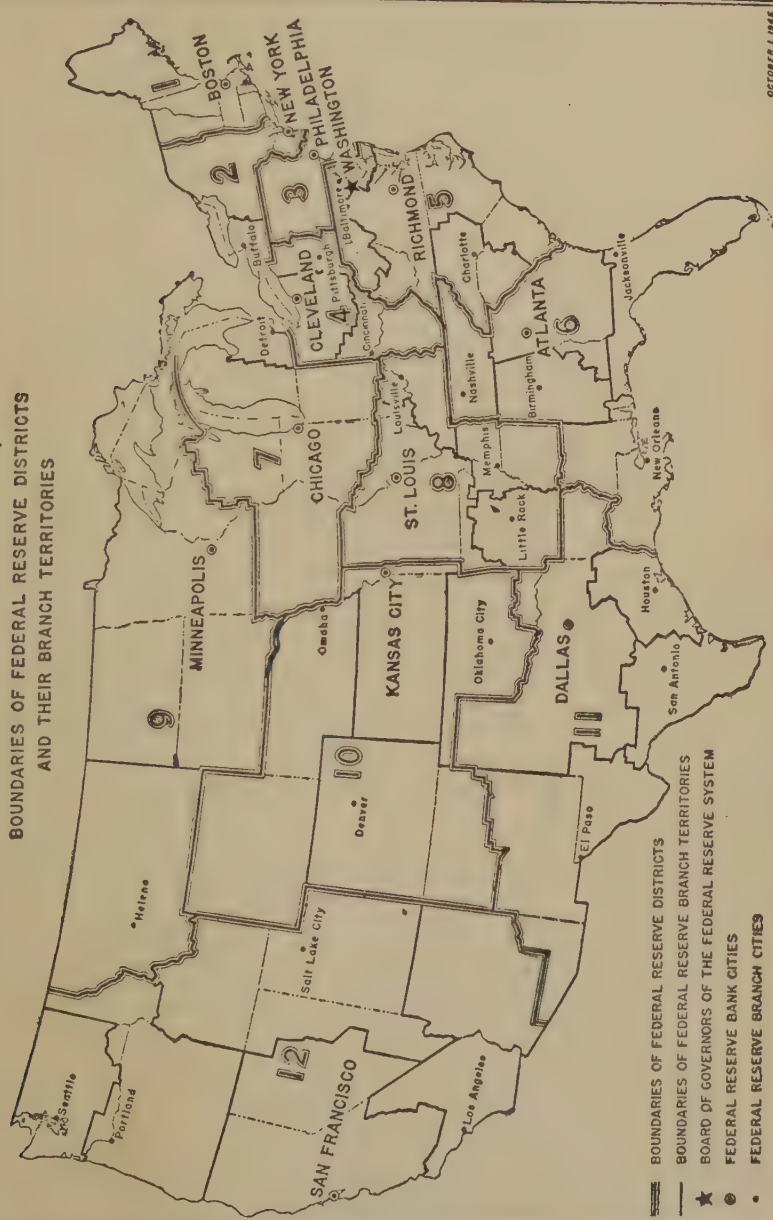 BOUNDARIES OF FEDERAL RESERVE DISTRICTS
AND THEIR BRANCH TERRITORIES
Seattle
Portland
Helena
9
MINNEAPOLIS
1
BOSTON
2
NEW YORK
PHILADELPHIA
WASHINGTON
3
Buffalo
Baltimore
Detroit
CLEVELAND
Pittsburgh
4
Cincinnati
RICHMOND
5
7
CHICAGO
Omaha
Salt Lake City
10
Denver
KANSAS CITY
ST. LOUIS
8
Louisville
Charlotte
Nashville
Memphis
Little Rock
ATLANTA
6
Birmingham
12
SAN FRANCISCO
Los Angeles
Oklahoma City
DALLAS
11
El Paso
Houston
San Antonio
New Orleans
Jacksonville
BOUNDARIES OF FEDERAL RESERVE DISTRICTS
BOUNDARIES OF FEDERAL RESERVE BRANCH TERRITORIES
BOARD OF GOVERNORS OF THE FEDERAL RESERVE SYSTEM
FEDERAL RESERVE BANK CITIES
FEDERAL RESERVE BRANCH CITIES